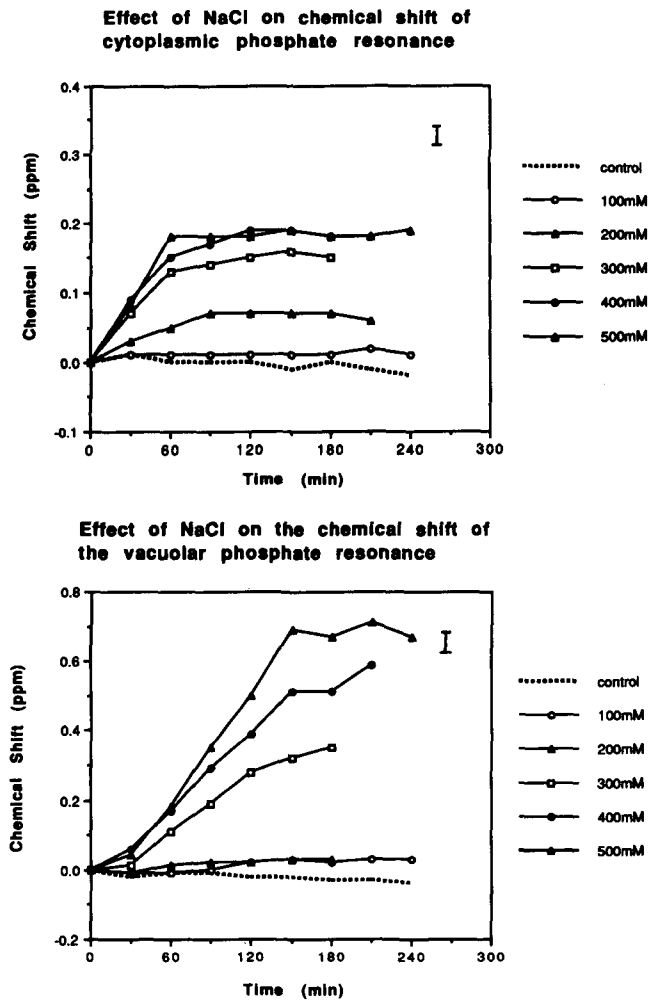 Effect of NaCl on chemical shift of
cytoplasmic phosphate resonance
0.4
0.3
0.2
0.1
0.0
-0.1
Chemical Shift (ppm)
0 60 120 180 240 300
Time (min)
control
100mM
200mM
300mM
400mM
500mM
Effect of NaCl on the chemical shift of
the vacuolar phosphate resonance
0.8
0.6
0.4
0.2
0.0
-0.2
Chemical Shift (ppm)
0 60 120 180 240 300
Time (min)
control
100mM
200mM
300mM
400mM
500mM